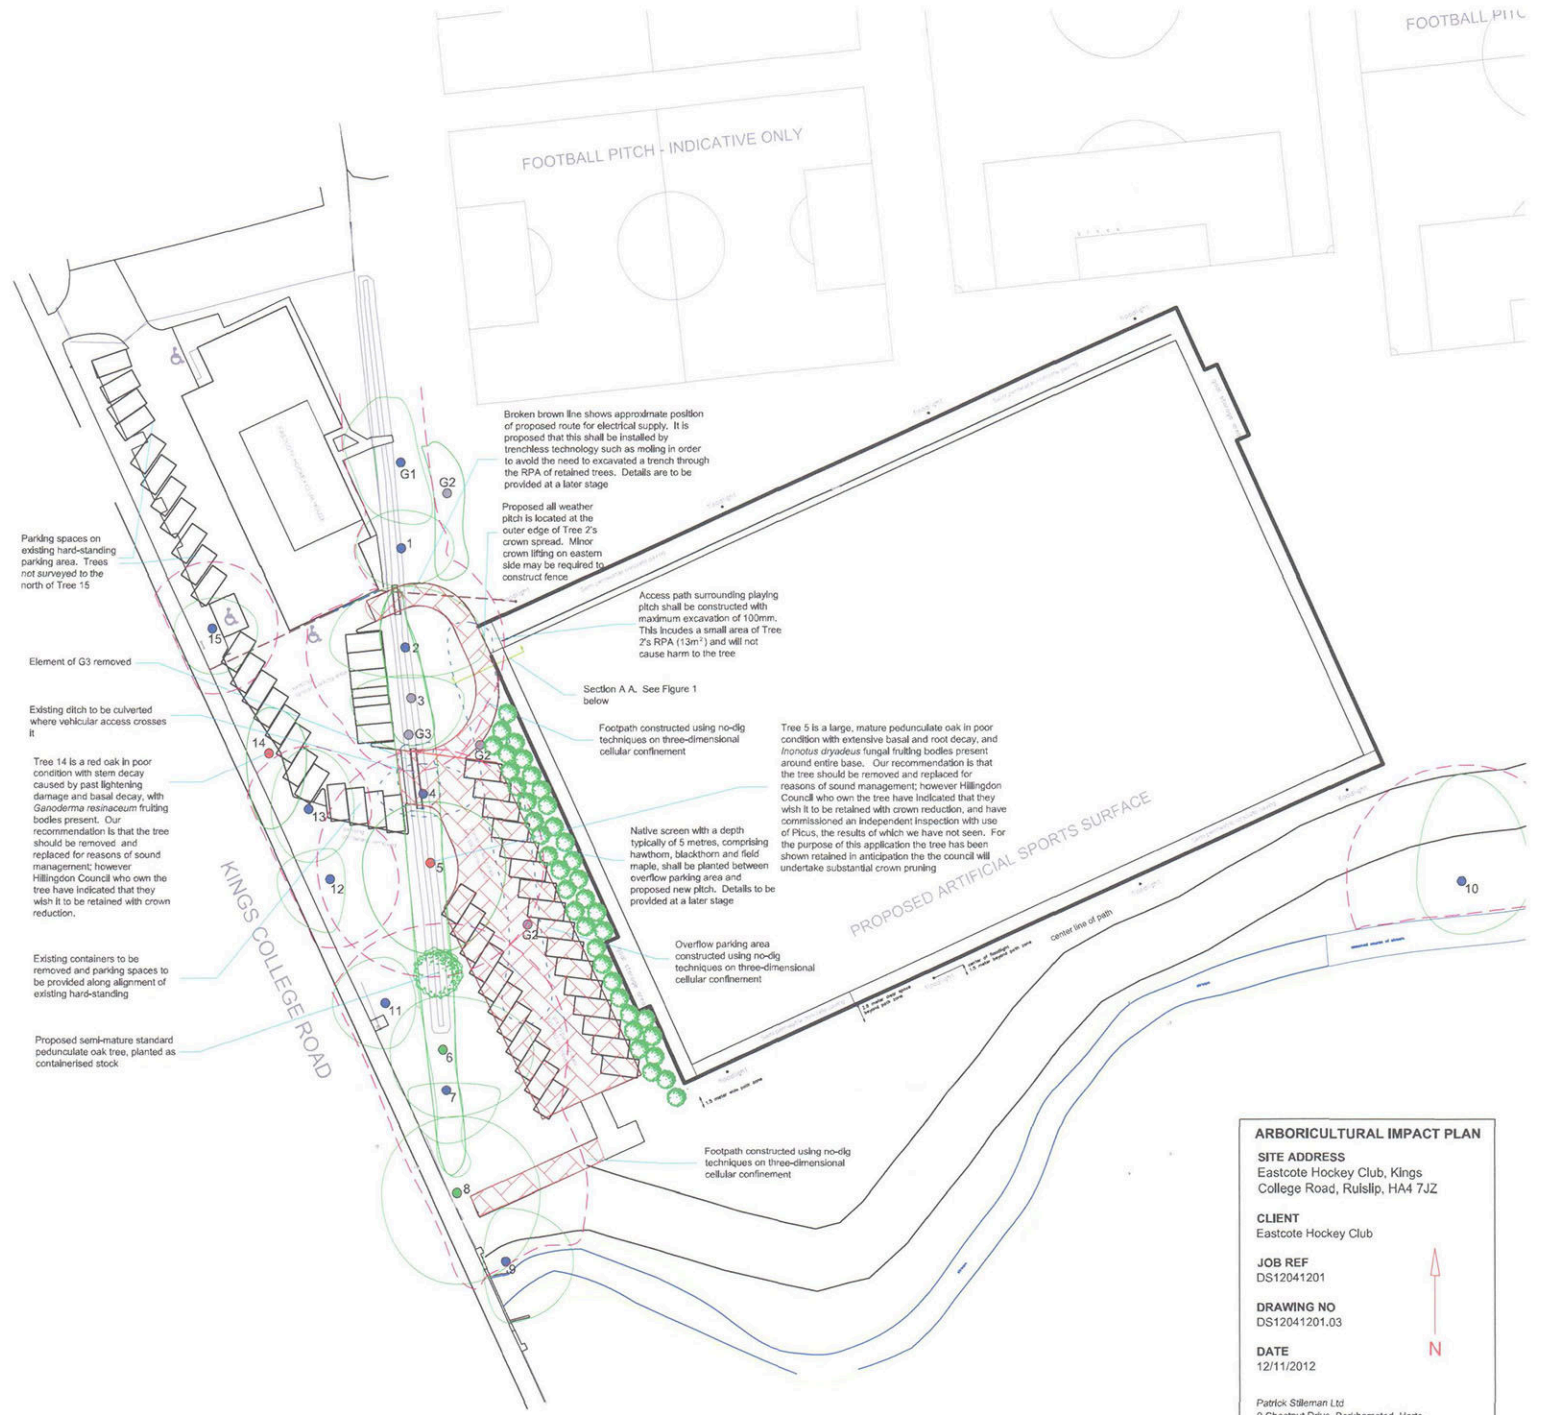 FOOTBALL PITCH - INDICATIVE ONLY
Broken brown line shows approximate position
of proposed route for electrical supply. It is
proposed that this shall be installed by
trenchless technology such as moling in order
to avoid the need to excavated a trench through
the RPA of retained trees. Details are to be
provided at a later stage
Proposed all weather
pitch is located at the
outer edge of Tree 2's
crown spread. Minor
crown lifting on eastern
side may be required to
construct fence
Access path surrounding playing
pitch shall be constructed with
maximum excavation of 100mm.
This incudes a small area of Tree
2's RPA (13m²) and will not
cause harm to the tree
Section A A. See Figure 1
below
Footpath constructed using no-dig
techniques on three-dimensional
cellular confinement
Tree 5 is a large, mature pedunculate oak in poor
condition with extensive basal and root decay, and
Inonotus dryadeus fungal fruiting bodies present
around entire base. Our recommendation is that
the tree should be removed and replaced for
reasons of sound management; however Hillingdon
Council who own the tree have indicated that they
wish it to be retained with crown reduction, and have
commissioned an independent inspection with use
of Picus, the results of which we have not seen. For
the purpose of this application the tree has been
shown retained in anticipation the the council will
undertake substantial crown pruning
Native screen with a depth
typically of 5 metres, comprising
hawthorn, blackthorn and field
maple, shall be planted between
overflow parking area and
proposed new pitch. Details to be
provided at a later stage
Overflow parking area
constructed using no-dig
techniques on three-dimensional
cellular confinement
Footpath constructed using no-dig
techniques on three-dimensional
cellular confinement
Parking spaces on
existing hard-standing
parking area. Trees
not surveyed to the
north of Tree 15
Element of G3 removed
Existing ditch to be culverted
where vehicular access crosses
it
Tree 14 is a red oak in poor
condition with stem decay
caused by past lightening
damage and basal decay, with
Ganoderma resinaceum fruiting
bodies present. Our
recommendation is that the tree
should be removed and
replaced for reasons of sound
management; however
Hillingdon Council who own the
tree have indicated that they
wish it to be retained with crown
reduction.
Existing containers to be
removed and parking spaces to
be provided along alignment of
existing hard-standing
Proposed semi-mature standard
pedunculate oak tree, planted as
containerised stock
G1
G2
1
2
3
G3
G2
4
5
G2
6
7
8
9
10
11
12
13
14
15
KINGS COLLEGE ROAD
PROPOSED ARTIFICIAL SPORTS SURFACE
center line of path
floodlight
floodlight
floodlight
floodlight
floodlight
floodlight
floodlight
stream
stream
ARBORICULTURAL IMPACT PLAN
SITE ADDRESS
Eastcote Hockey Club, Kings
College Road, Ruislip, HA4 7JZ
CLIENT
Eastcote Hockey Club
JOB REF
DS12041201
DRAWING NO
DS12041201.03
DATE
12/11/2012
N
Patrick Stileman Ltd